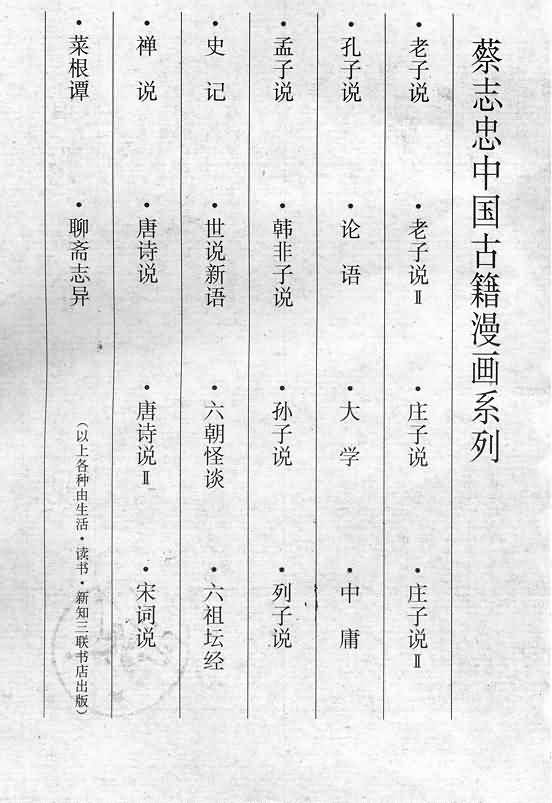 蔡志忠中国古籍漫画系列
•老子说 •老子说Ⅱ •庄子说 •庄子说Ⅱ
•孔子说 •论语 •大学 •中庸
•孟子说 •韩非子说 •孙子说 •列子说
•史记 •世说新语 •六朝怪谈 •六祖坛经
•禅说 •唐诗说 •唐诗说Ⅱ •宋词说
•菜根谭 •聊斋志异 （以上各种由生活·读书·新知三联书店出版）